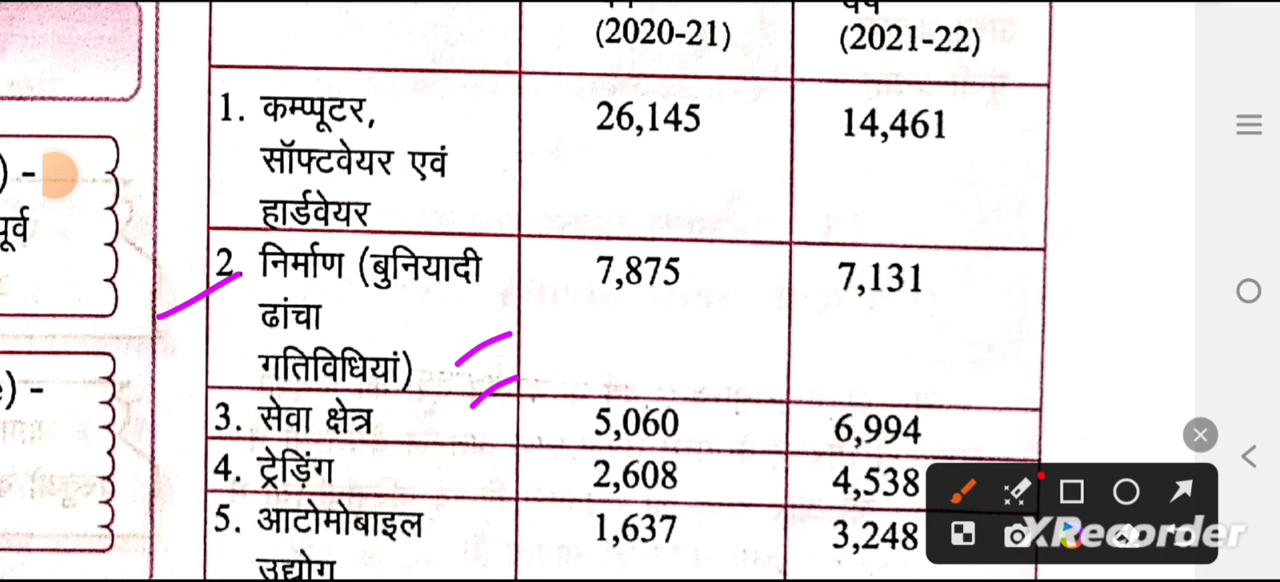 (2020-21) (2021-22)
1. कम्पूटर, 26,145 14,461
सॉफ्टवेयर एवं
हार्डवेयर
) -
पूर्व
2. निर्माण (बुनियादी 7,875 7,131
ढांचा
गतिविधियां)
) -
3. सेवा क्षेत्र 5,060 6,994
4. ट्रेडिंग 2,608 4,538
5. आटोमोबाइल 1,637 3,248
उद्योग
XRecorder